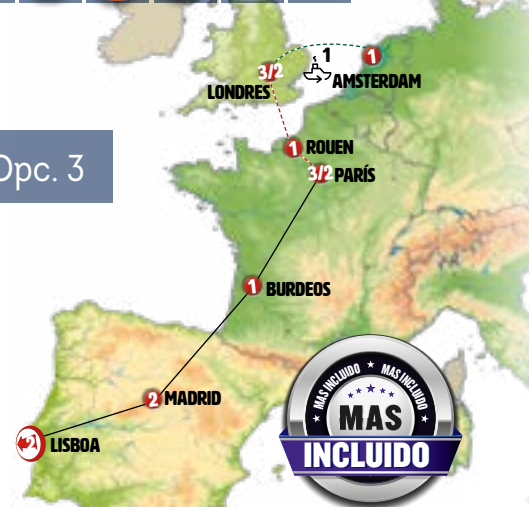 1
1
3/2
AMSTERDAM
LONDRES
1 ROUEN
Opc. 3
3/2 PARÍS
1 BURDEOS
MAS INCLUIDO ★ MAS INCLUIDO
2 MADRID
MAS
2 LISBOA
INCLUIDO